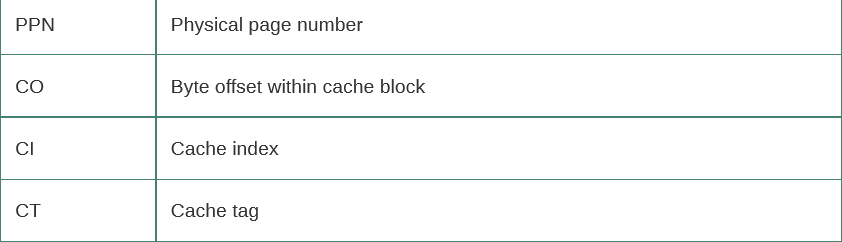 PPN Physical page number
CO Byte offset within cache block
CI Cache index
CT Cache tag